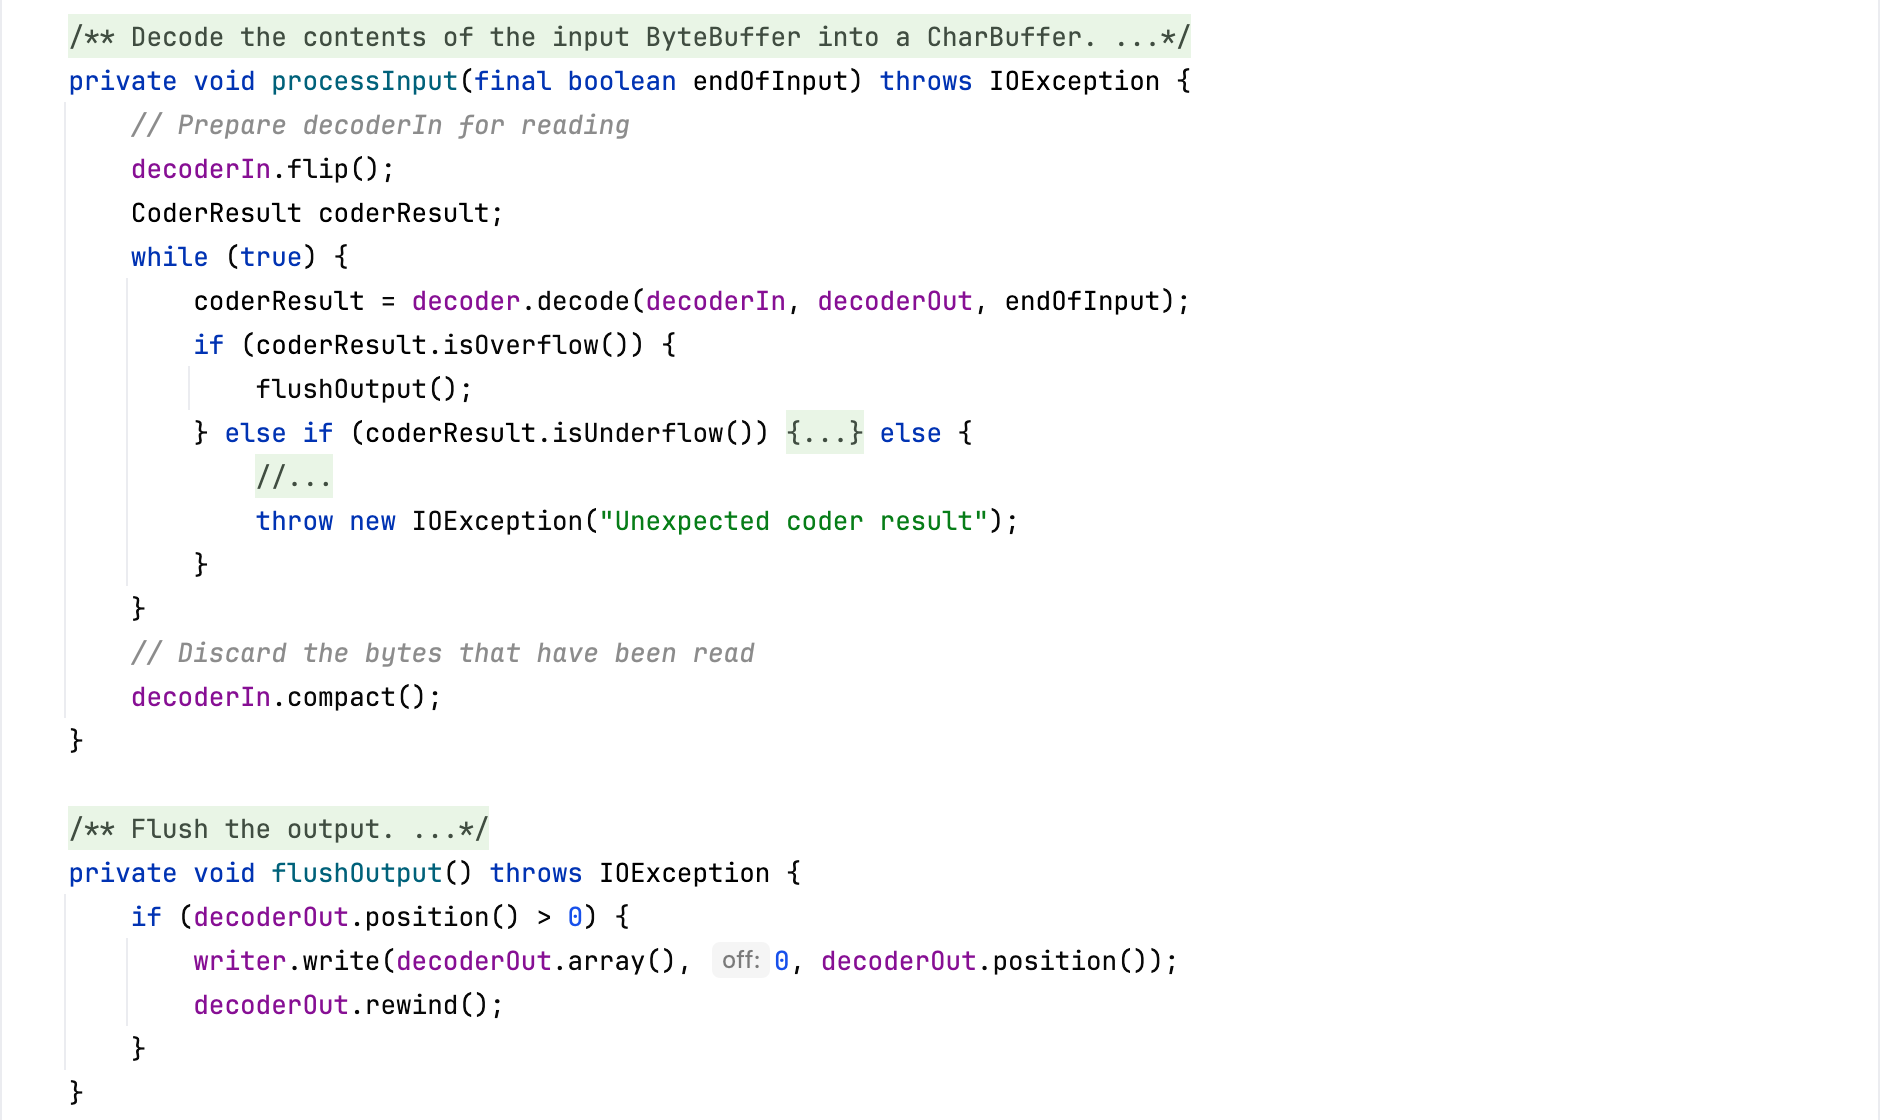 /** Decode the contents of the input ByteBuffer into a CharBuffer. ...*/
private void processInput(final boolean endOfInput) throws IOException {
// Prepare decoderIn for reading
decoderIn.flip();
CoderResult coderResult;
while (true) {
coderResult = decoder.decode(decoderIn, decoderOut, endOfInput);
if (coderResult.isOverflow()) {
flushOutput();
} else if (coderResult.isUnderflow()) {...} else {
//...
throw new IOException("Unexpected coder result");
}
}
// Discard the bytes that have been read
decoderIn.compact();
}
/** Flush the output. ...*/
private void flushOutput() throws IOException {
if (decoderOut.position() > 0) {
writer.write(decoderOut.array(), off: 0, decoderOut.position());
decoderOut.rewind();
}
}